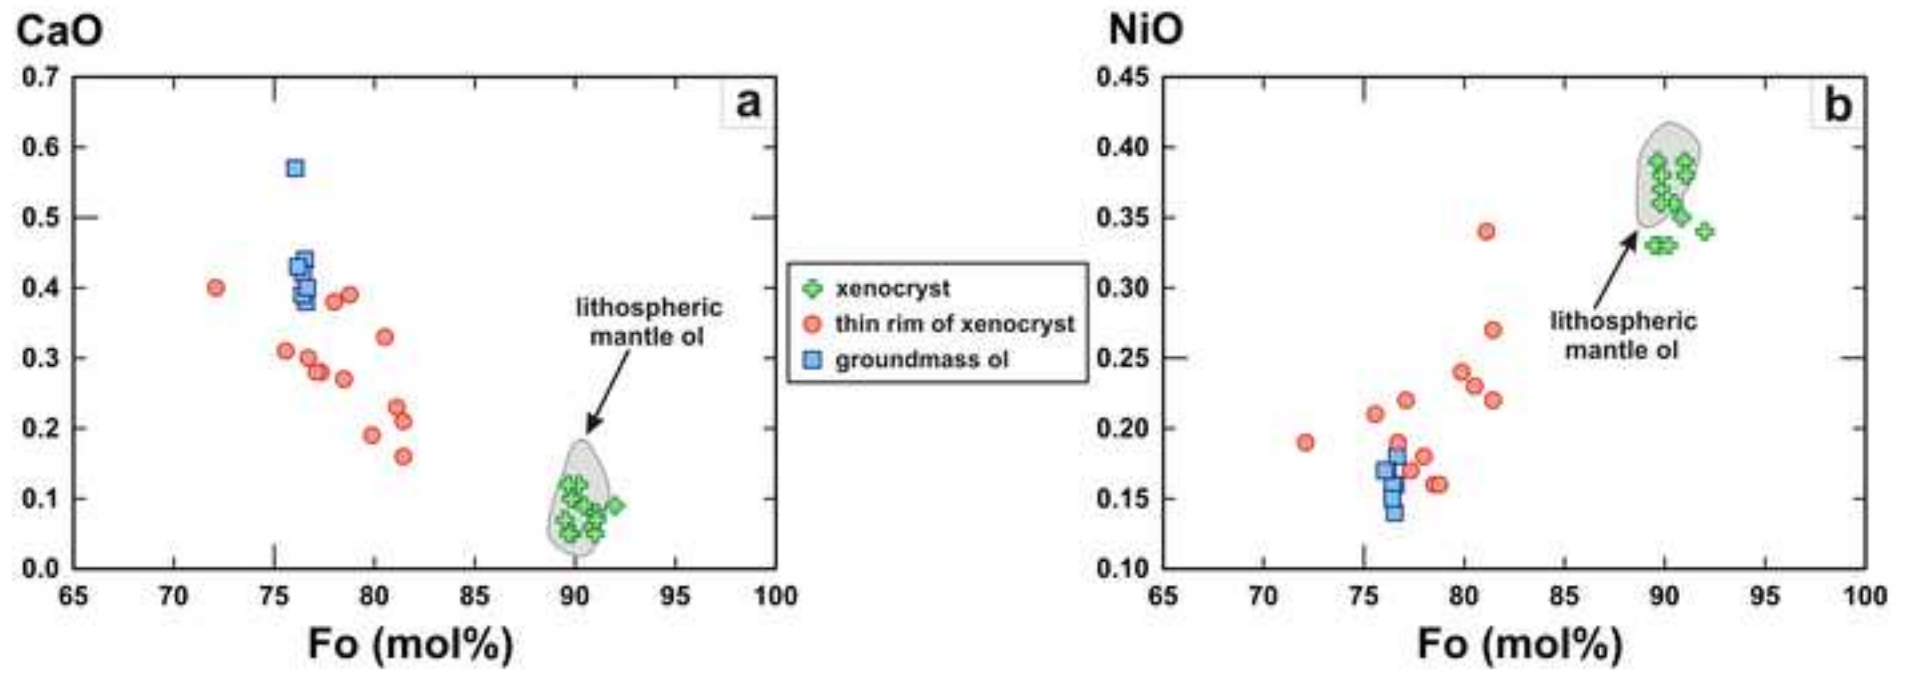 CaO
0.7
0.6
0.5
0.4
0.3
0.2
0.1
0.0
65 70 75 80 85 90 95 100
Fo (mol%)
a
lithospheric
mantle ol
xenocryst
thin rim of xenocryst
groundmass ol
NiO
0.45
0.40
0.35
0.30
0.25
0.20
0.15
0.10
65 70 75 80 85 90 95 100
Fo (mol%)
b
lithospheric
mantle ol